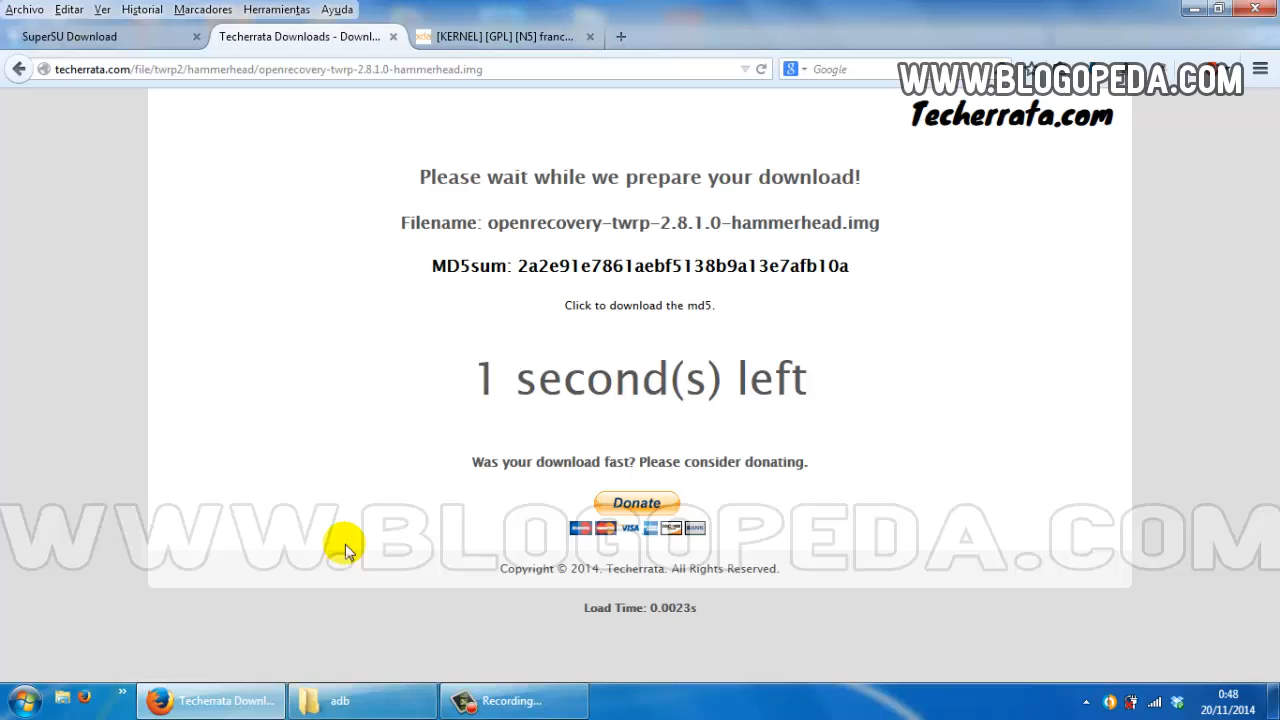 Archivo Editar Ver Historial Marcadores Herramientas Ayuda
SuperSU Download
Techerrata Downloads - Downl...
xda [KERNEL] [GPL] [N5] franc...
techerrata.com/file/twrp2/hammerhead/openrecovery-twrp-2.8.1.0-hammerhead.img
Google
WWW.BLOGOPEDA.COM
Techerrata.com
Please wait while we prepare your download!
Filename: openrecovery-twrp-2.8.1.0-hammerhead.img
MD5sum: 2a2e91e7861aebf5138b9a13e7afb10a
Click to download the md5.
1 second(s) left
Was your download fast? Please consider donating.
Donate
VISA
WWW.BLOGOPEDA.COM
Copyright © 2014. Techerrata. All Rights Reserved.
Load Time: 0.0023s
Techerrata Downl...
adb
Recording...
0:48
20/11/2014